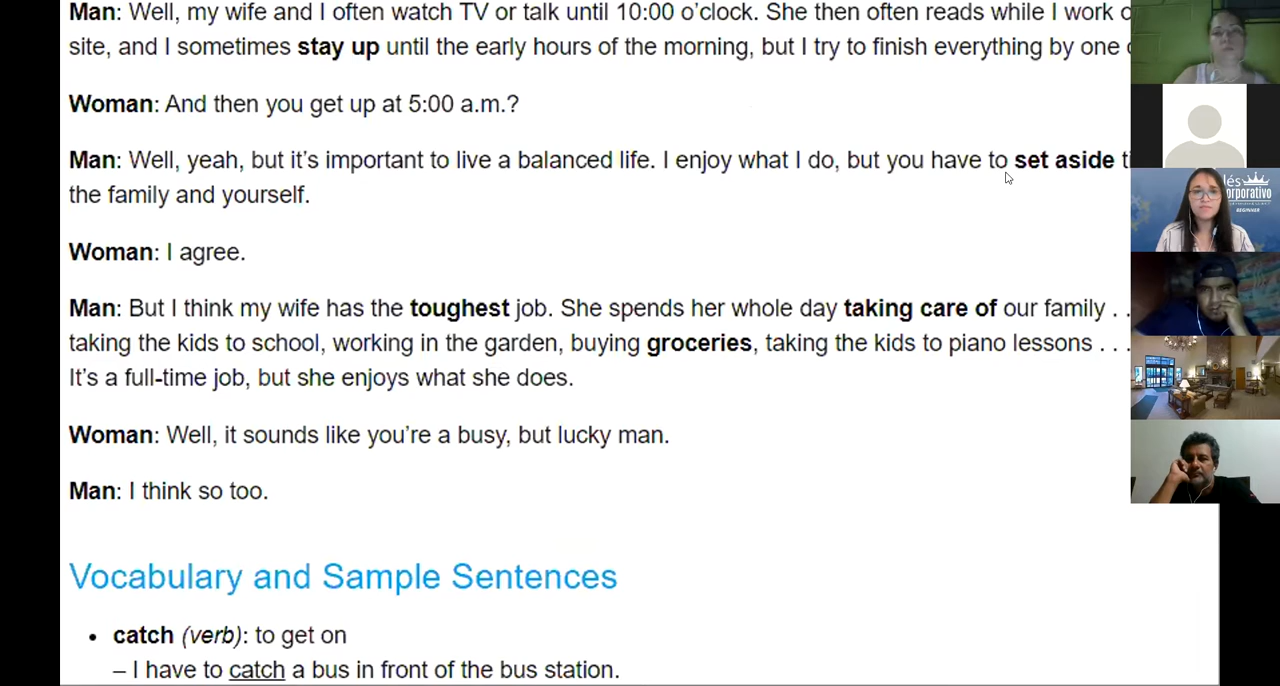 Man: Well, my wife and I often watch TV or talk until 10:00 o’clock. She then often reads while I work
site, and I sometimes stay up until the early hours of the morning, but I try to finish everything by one
Woman: And then you get up at 5:00 a.m.?
Man: Well, yeah, but it’s important to live a balanced life. I enjoy what I do, but you have to set aside
the family and yourself.
Woman: I agree.
Man: But I think my wife has the toughest job. She spends her whole day taking care of our family . .
taking the kids to school, working in the garden, buying groceries, taking the kids to piano lessons . . .
It’s a full-time job, but she enjoys what she does.
Woman: Well, it sounds like you’re a busy, but lucky man.
Man: I think so too.
Vocabulary and Sample Sentences
• catch (verb): to get on
– I have to catch a bus in front of the bus station.
lés
orporativo
BEGINNER